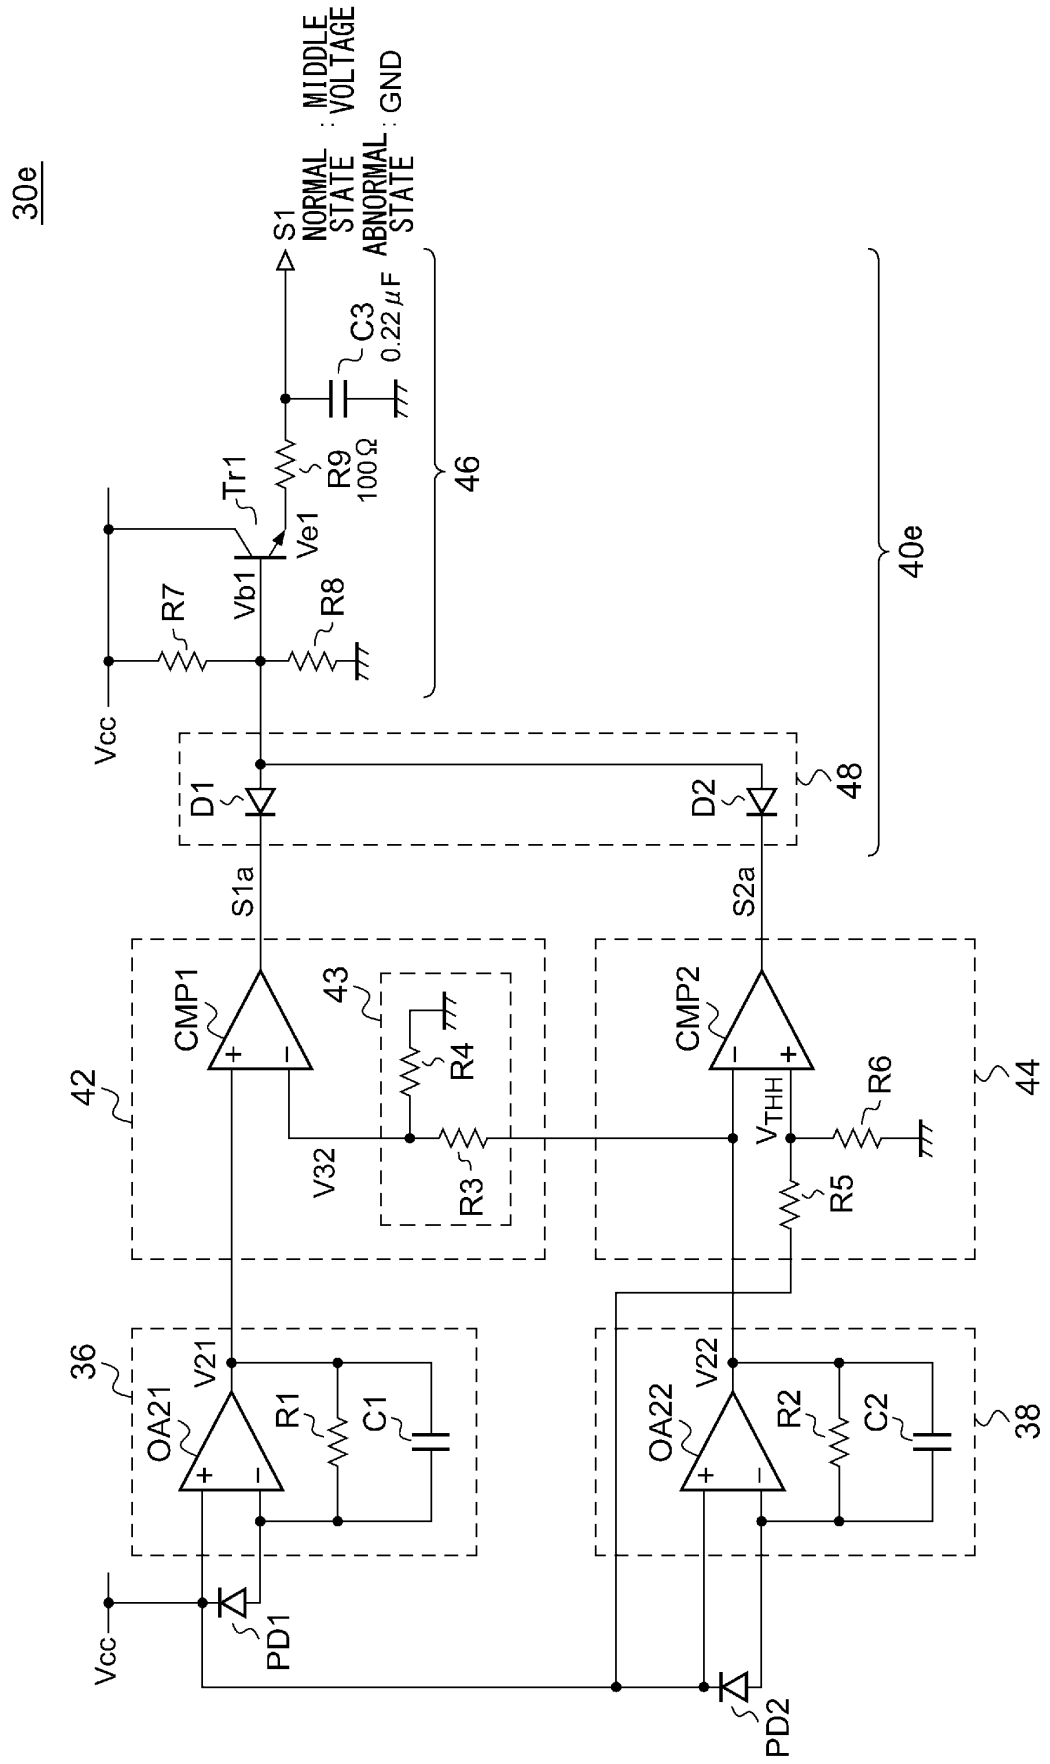 30e
Vcc
Vcc
PD1
PD2
36
OA21
+
−
V21
R1
C1
38
OA22
+
−
V22
R2
C2
42
CMP1
+
−
V32
43
R3
R4
44
CMP2
−
+
VTHH
R5
R6
S1a
S2a
D1
D2
48
R7
R8
Vb1
Tr1
Ve1
R9
100Ω
C3
0.22μF
46
40e
S1
NORMAL STATE : MIDDLE VOLTAGE
ABNORMAL STATE : GND